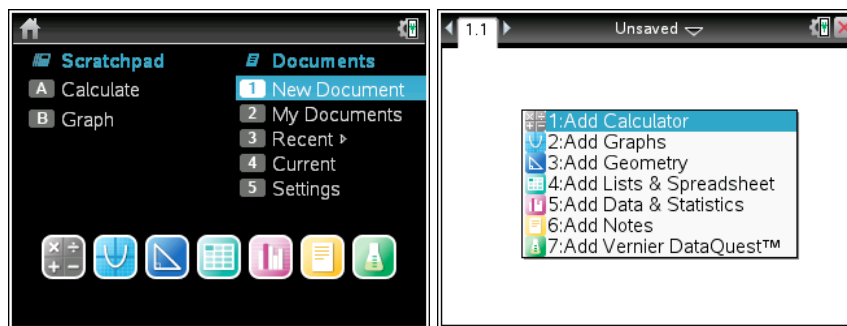 Scratchpad
A Calculate
B Graph
Documents
1 New Document
2 My Documents
3 Recent ▹
4 Current
5 Settings
1.1 Unsaved
1:Add Calculator
2:Add Graphs
3:Add Geometry
4:Add Lists & Spreadsheet
5:Add Data & Statistics
6:Add Notes
7:Add Vernier DataQuest™